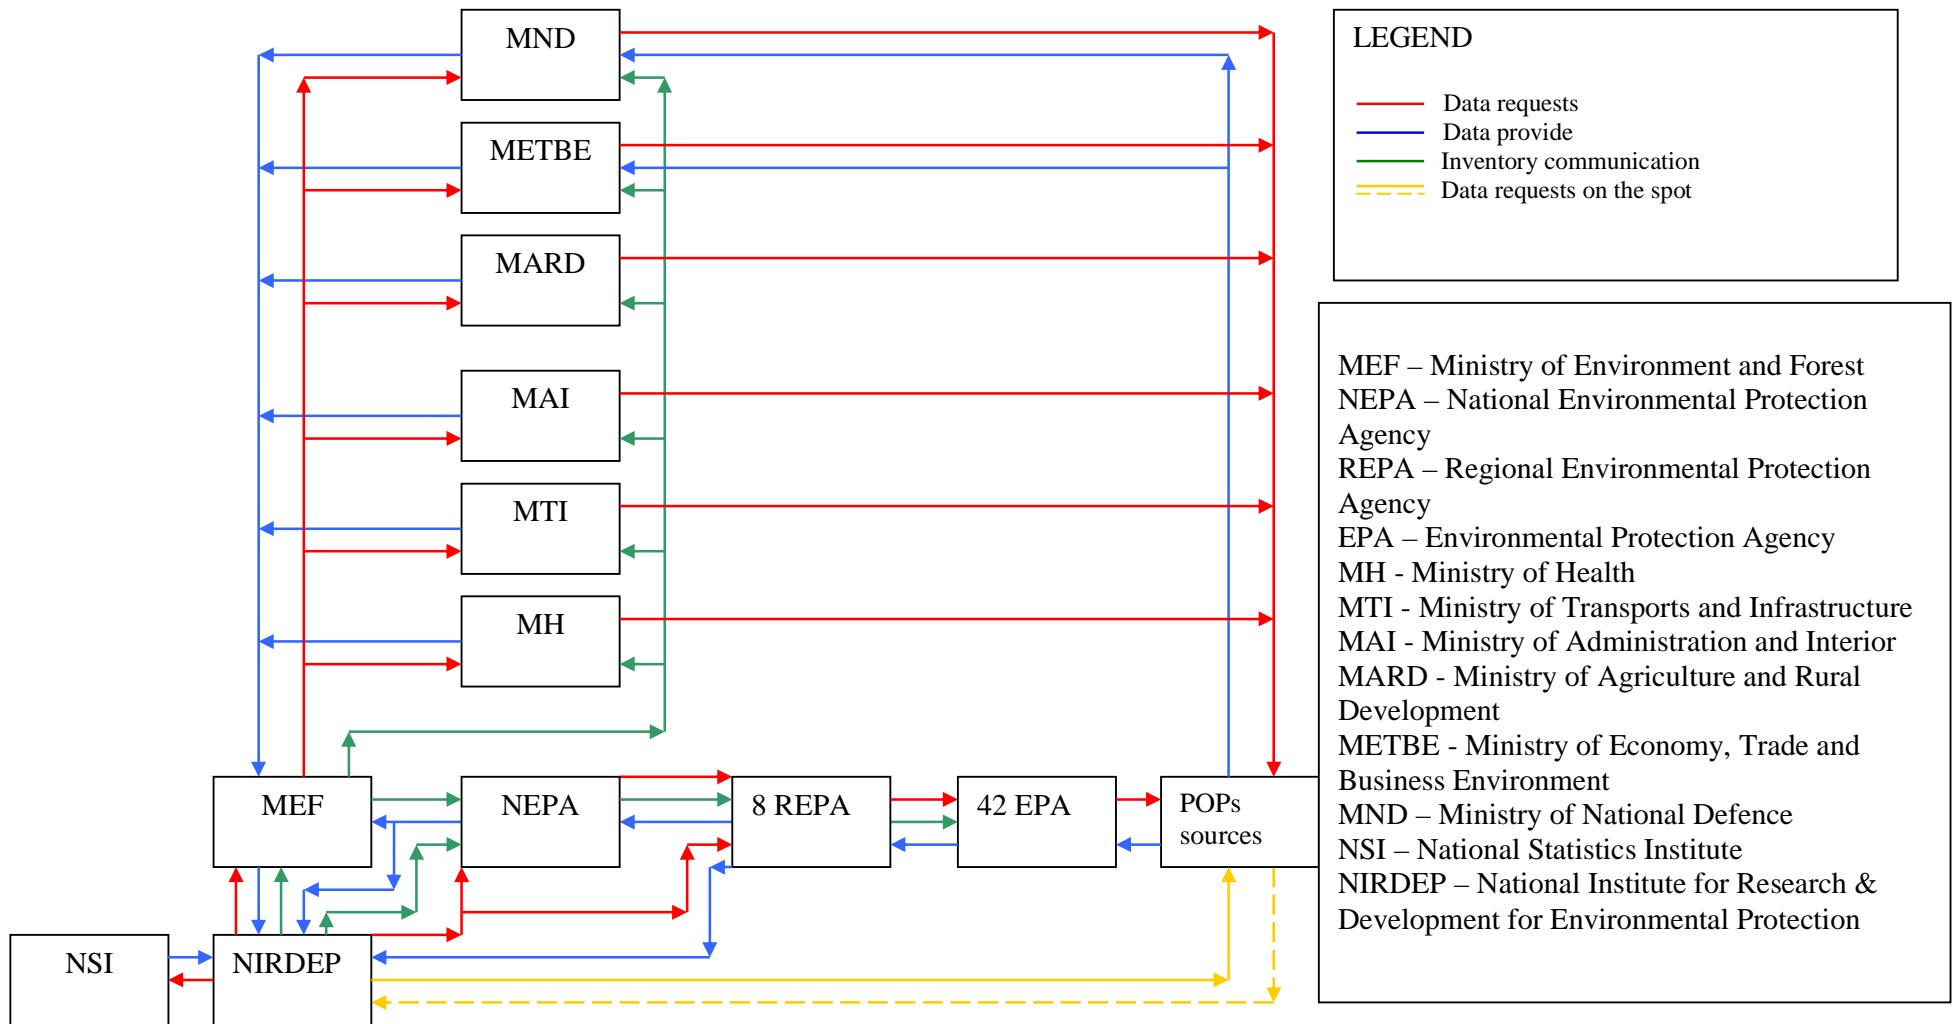 MND
METBE
MARD
MAI
MTI
MH
MEF
NEPA
8 REPA
42 EPA
POPs
sources
NSI
NIRDEP
LEGEND
Data requests
Data provide
Inventory communication
Data requests on the spot
MEF – Ministry of Environment and Forest
NEPA – National Environmental Protection
Agency
REPA – Regional Environmental Protection
Agency
EPA – Environmental Protection Agency
MH - Ministry of Health
MTI - Ministry of Transports and Infrastructure
MAI - Ministry of Administration and Interior
MARD - Ministry of Agriculture and Rural
Development
METBE - Ministry of Economy, Trade and
Business Environment
MND – Ministry of National Defence
NSI – National Statistics Institute
NIRDEP – National Institute for Research &
Development for Environmental Protection